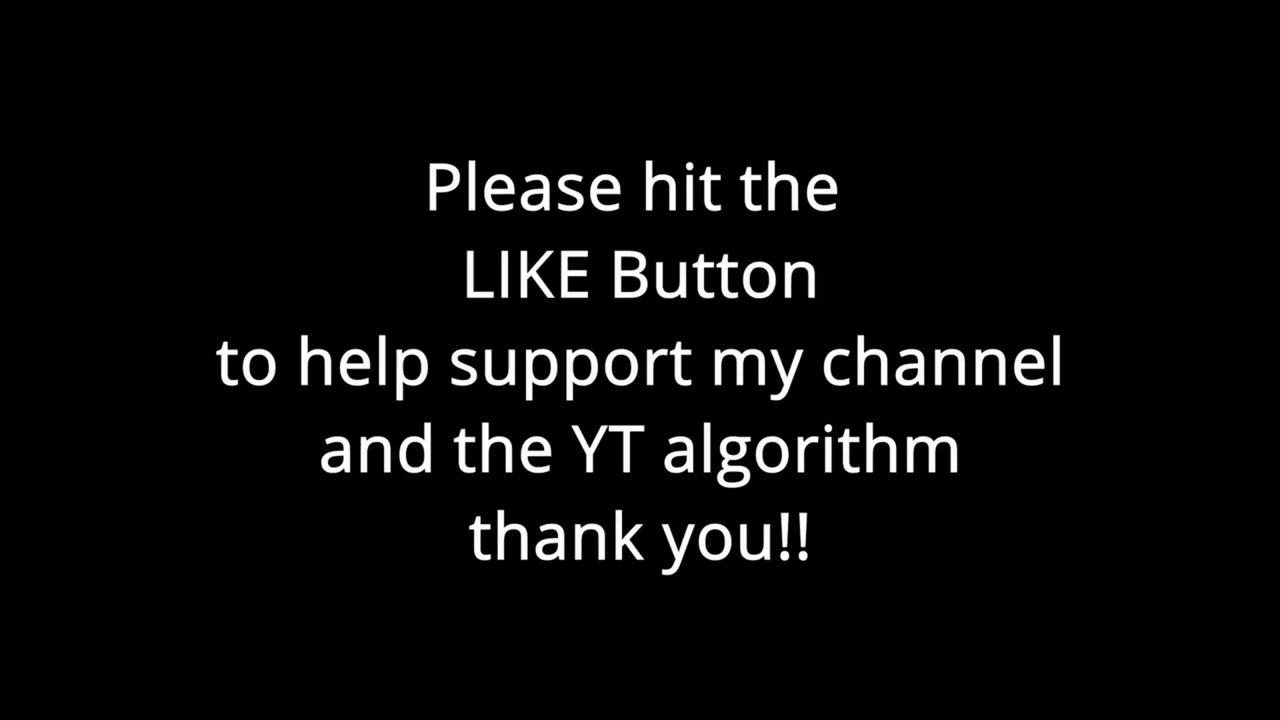 Please hit the
LIKE Button
to help support my channel
and the YT algorithm
thank you!!